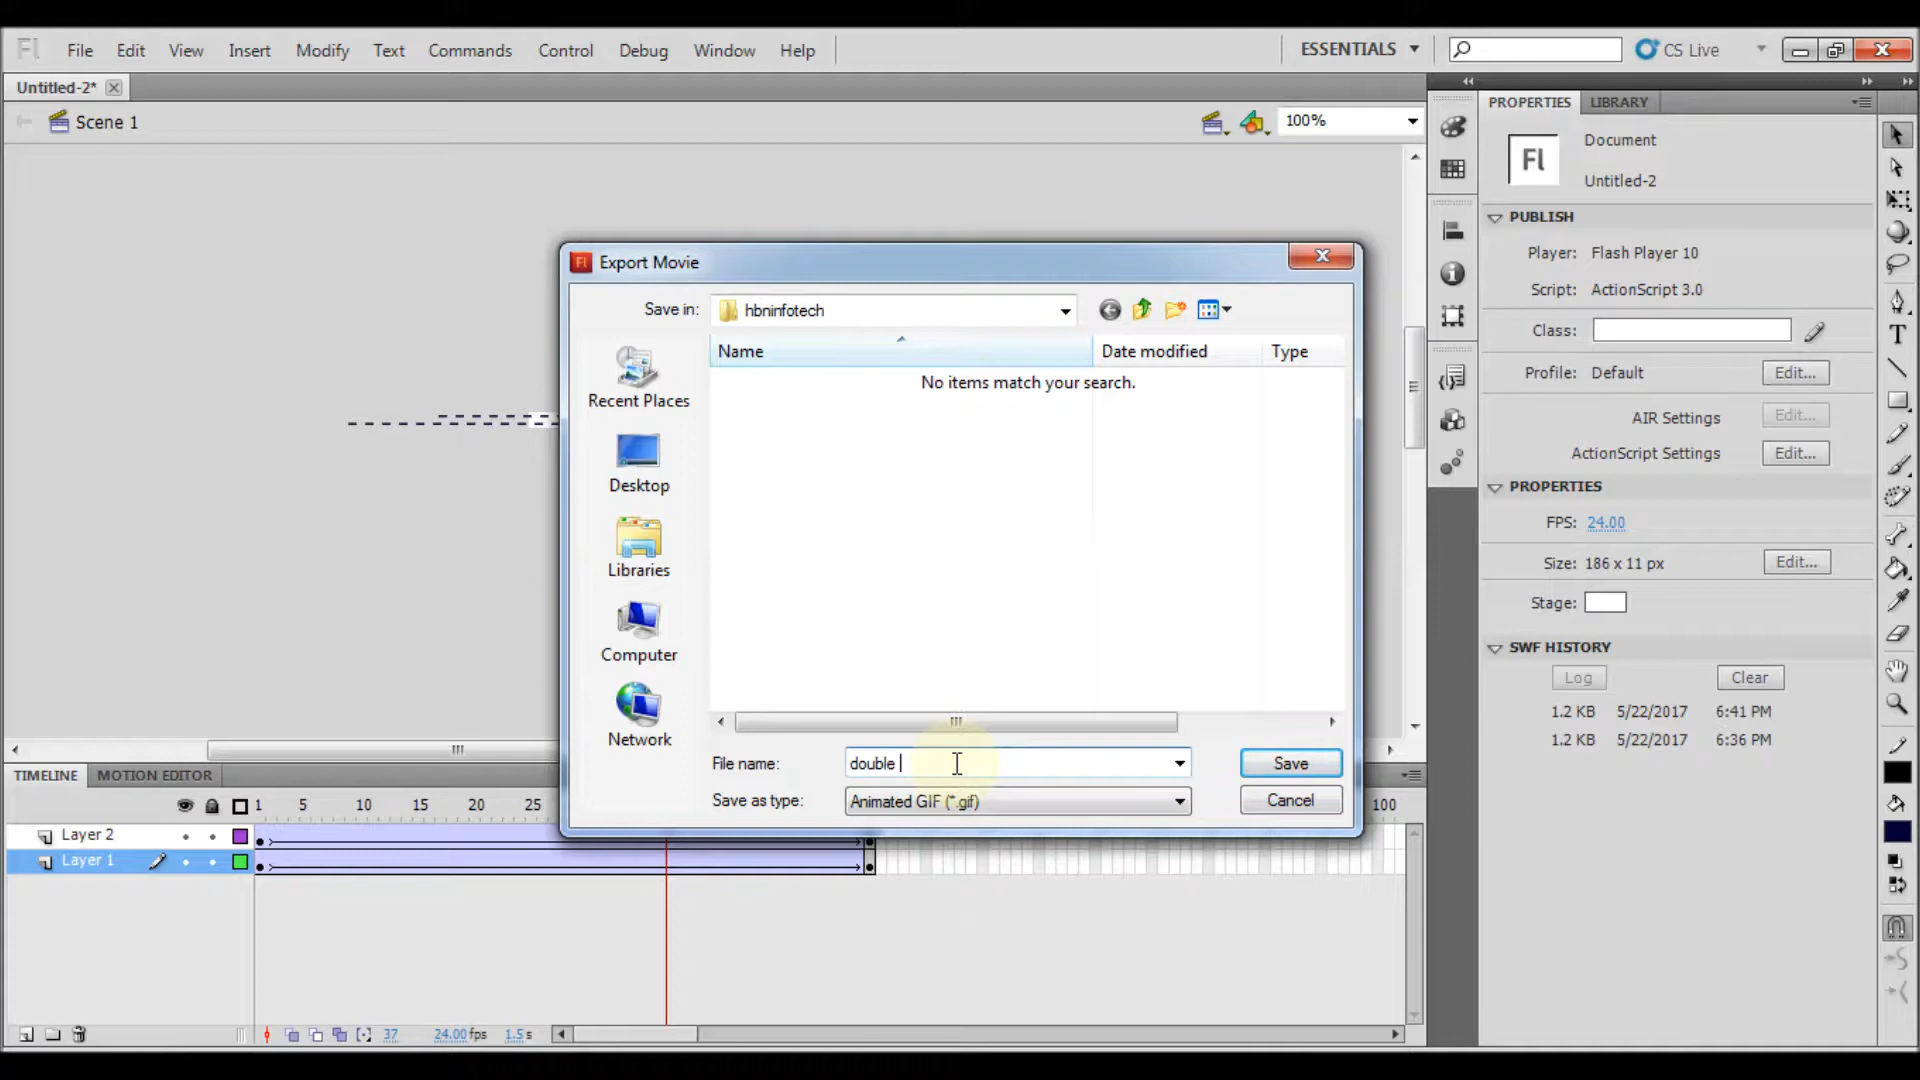 Fl File Edit View Insert Modify Text Commands Control Debug Window Help ESSENTIALS CS Live
Untitled-2*
Scene 1 100%
PROPERTIES LIBRARY
Fl
Document
Untitled-2
PUBLISH
Player: Flash Player 10
Script: ActionScript 3.0
Class:
Profile: Default Edit...
AIR Settings Edit...
ActionScript Settings Edit...
PROPERTIES
FPS: 24.00
Size: 186 x 11 px Edit...
Stage:
SWF HISTORY
Log Clear
1.2 KB 5/22/2017 6:41 PM
1.2 KB 5/22/2017 6:36 PM
Fl Export Movie
Save in: hbninfotech
Name Date modified Type
No items match your search.
Recent Places
Desktop
Libraries
Computer
Network
File name: double Save
Save as type: Animated GIF (*.gif) Cancel
TIMELINE MOTION EDITOR
1 5 10 15 20 25 100
Layer 2
Layer 1
37 24.00 fps 1.5 s